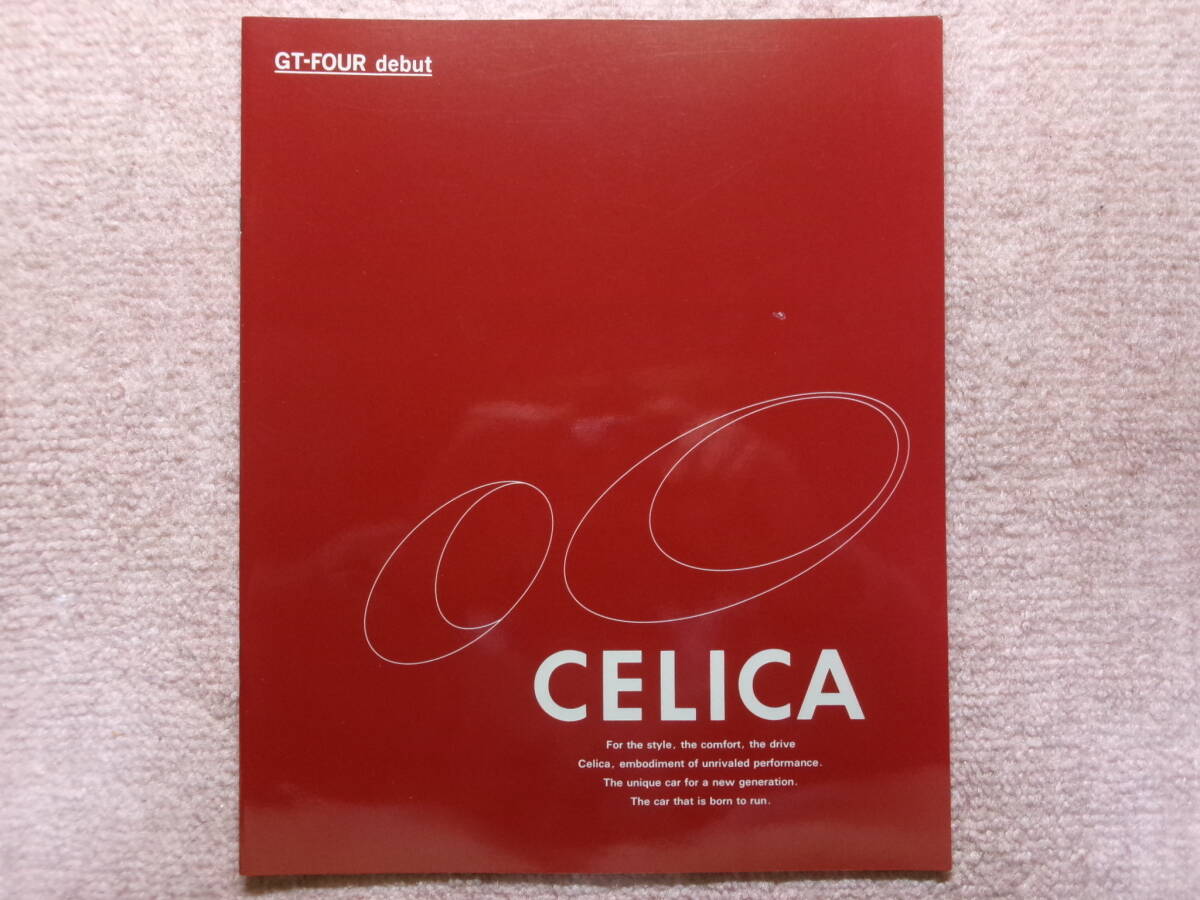 GT-FOUR debut
CELICA
For the style, the comfort, the drive
Celica, embodiment of unrivaled performance.
The unique car for a new generation.
The car that is born to run.